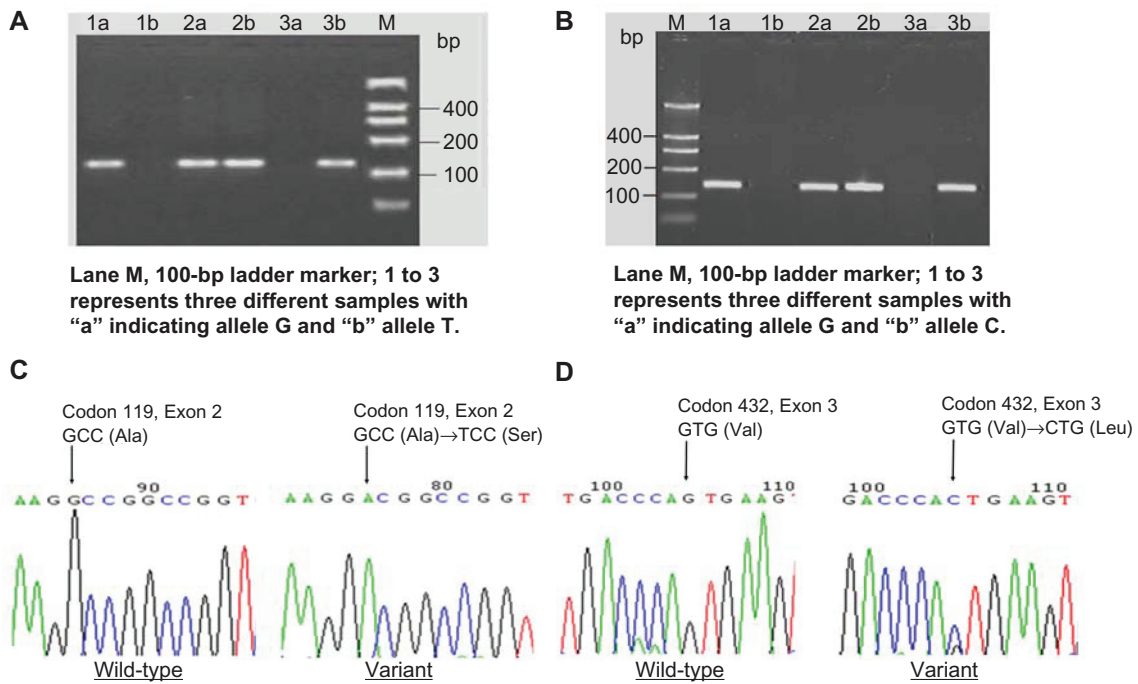 A
1a 1b 2a 2b 3a 3b M
bp
400
200
100
Lane M, 100-bp ladder marker; 1 to 3
represents three different samples with
“a” indicating allele G and “b” allele T.
B
bp
M 1a 1b 2a 2b 3a 3b
400
200
100
Lane M, 100-bp ladder marker; 1 to 3
represents three different samples with
“a” indicating allele G and “b” allele C.
C
Codon 119, Exon 2
GCC (Ala)
90
A A G G C C G G C C G G T
Wild-type
Codon 119, Exon 2
GCC (Ala)→TCC (Ser)
80
A A G G A C G G C C G G T
Variant
D
Codon 432, Exon 3
GTG (Val)
100 110
T G A C C C A G T G A A G
Wild-type
Codon 432, Exon 3
GTG (Val)→CTG (Leu)
100 110
G A C C C A C T G A A G T
Variant